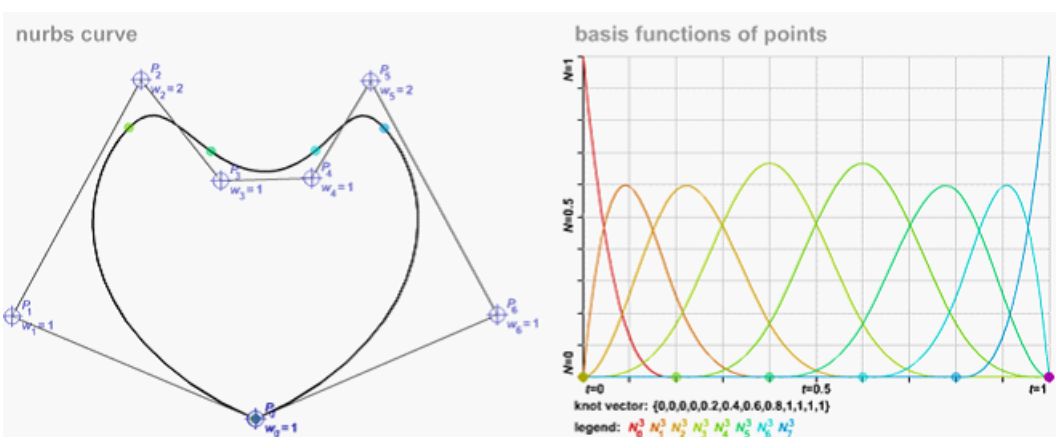 nurbs curve
P₂
w₂=2
P₅
w₅=2
P₃
w₃=1
P₄
w₄=1
P₁
w₁=1
P₆
w₆=1
w₀=1
basis functions of points
N=1
N=0.5
N=0
t=0
t=0.5
t=1
knot vector: {0,0,0,0,0.2,0.4,0.6,0.8,1,1,1,1}
legend: N₀³ N₁³ N₂³ N₃³ N₄³ N₅³ N₆³ N₇³